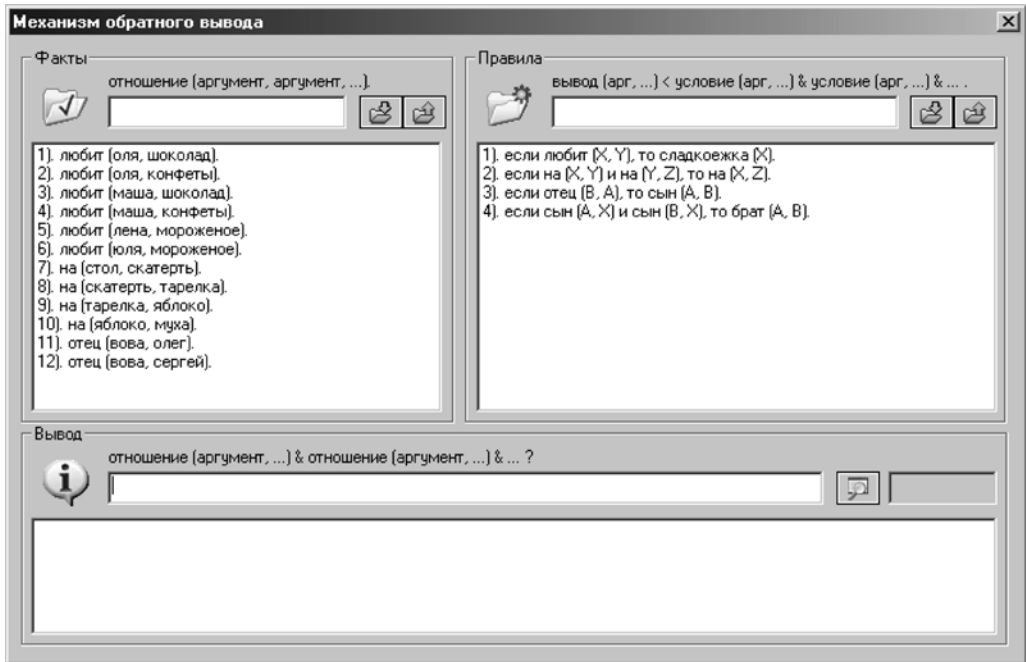 Механизм обратного вывода
Факты
отношение (аргумент, аргумент, ...).
1). любит (оля, шоколад).
2). любит (оля, конфеты).
3). любит (маша, шоколад).
4). любит (маша, конфеты).
5). любит (лена, мороженое).
6). любит (юля, мороженое).
7). на (стол, скатерть).
8). на (скатерть, тарелка).
9). на (тарелка, яблоко).
10). на (яблоко, муха).
11). отец (вова, олег).
12). отец (вова, сергей).
Правила
вывод (арг, ...) < условие (арг, ...) & условие (арг, ...) & ... .
1). если любит (X, Y), то сладкоежка (X).
2). если на (X, Y) и на (Y, Z), то на (X, Z).
3). если отец (B, A), то сын (A, B).
4). если сын (A, X) и сын (B, X), то брат (A, B).
Вывод
отношение (аргумент, ...) & отношение (аргумент, ...) & ... ?